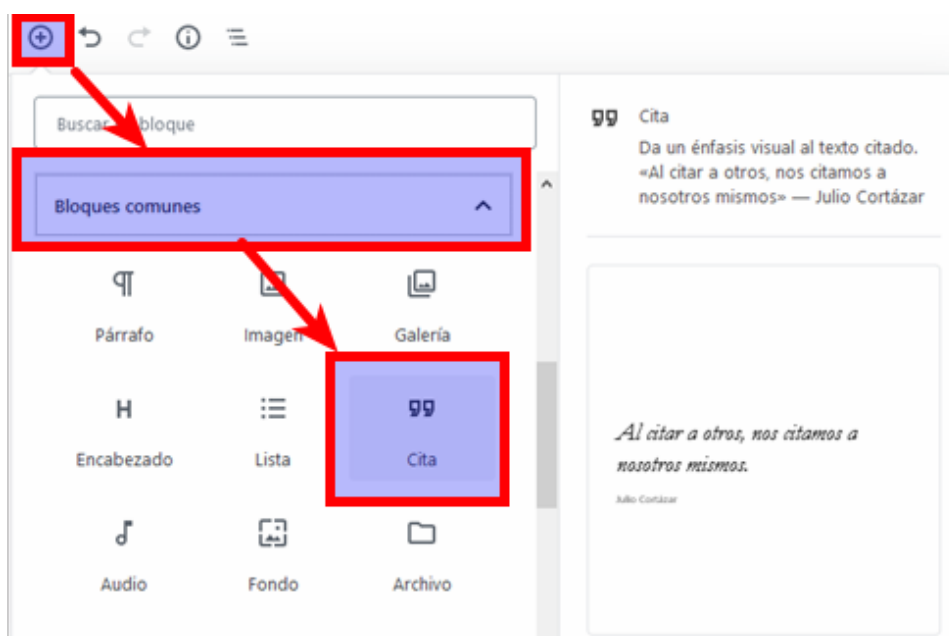 Buscar bloque
Bloques comunes
Párrafo
Imagen
Galería
H
Encabezado
Lista
Cita
Audio
Fondo
Archivo
Cita
Da un énfasis visual al texto citado.
«Al citar a otros, nos citamos a
nosotros mismos» — Julio Cortázar
Al citar a otros, nos citamos a
nosotros mismos.
Julio Cortázar